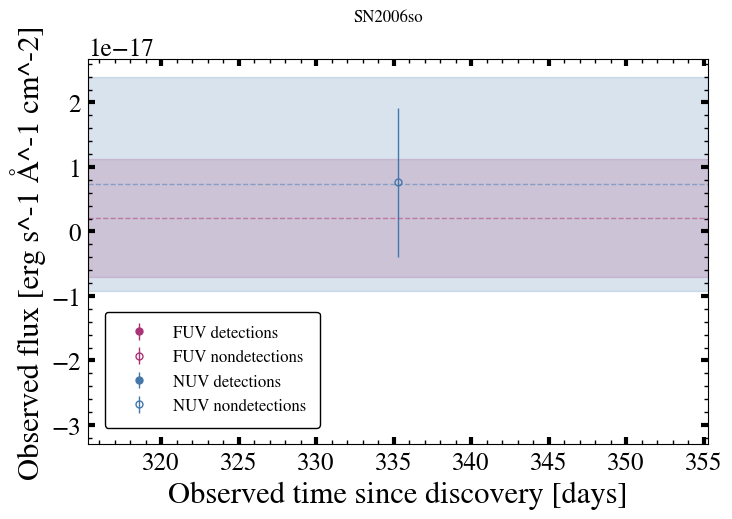 SN2006so
1e−17
Observed flux [erg s^-1 Å^-1 cm^-2]
2
1
0
−1
−2
−3
FUV detections
FUV nondetections
NUV detections
NUV nondetections
320 325 330 335 340 345 350 355
Observed time since discovery [days]